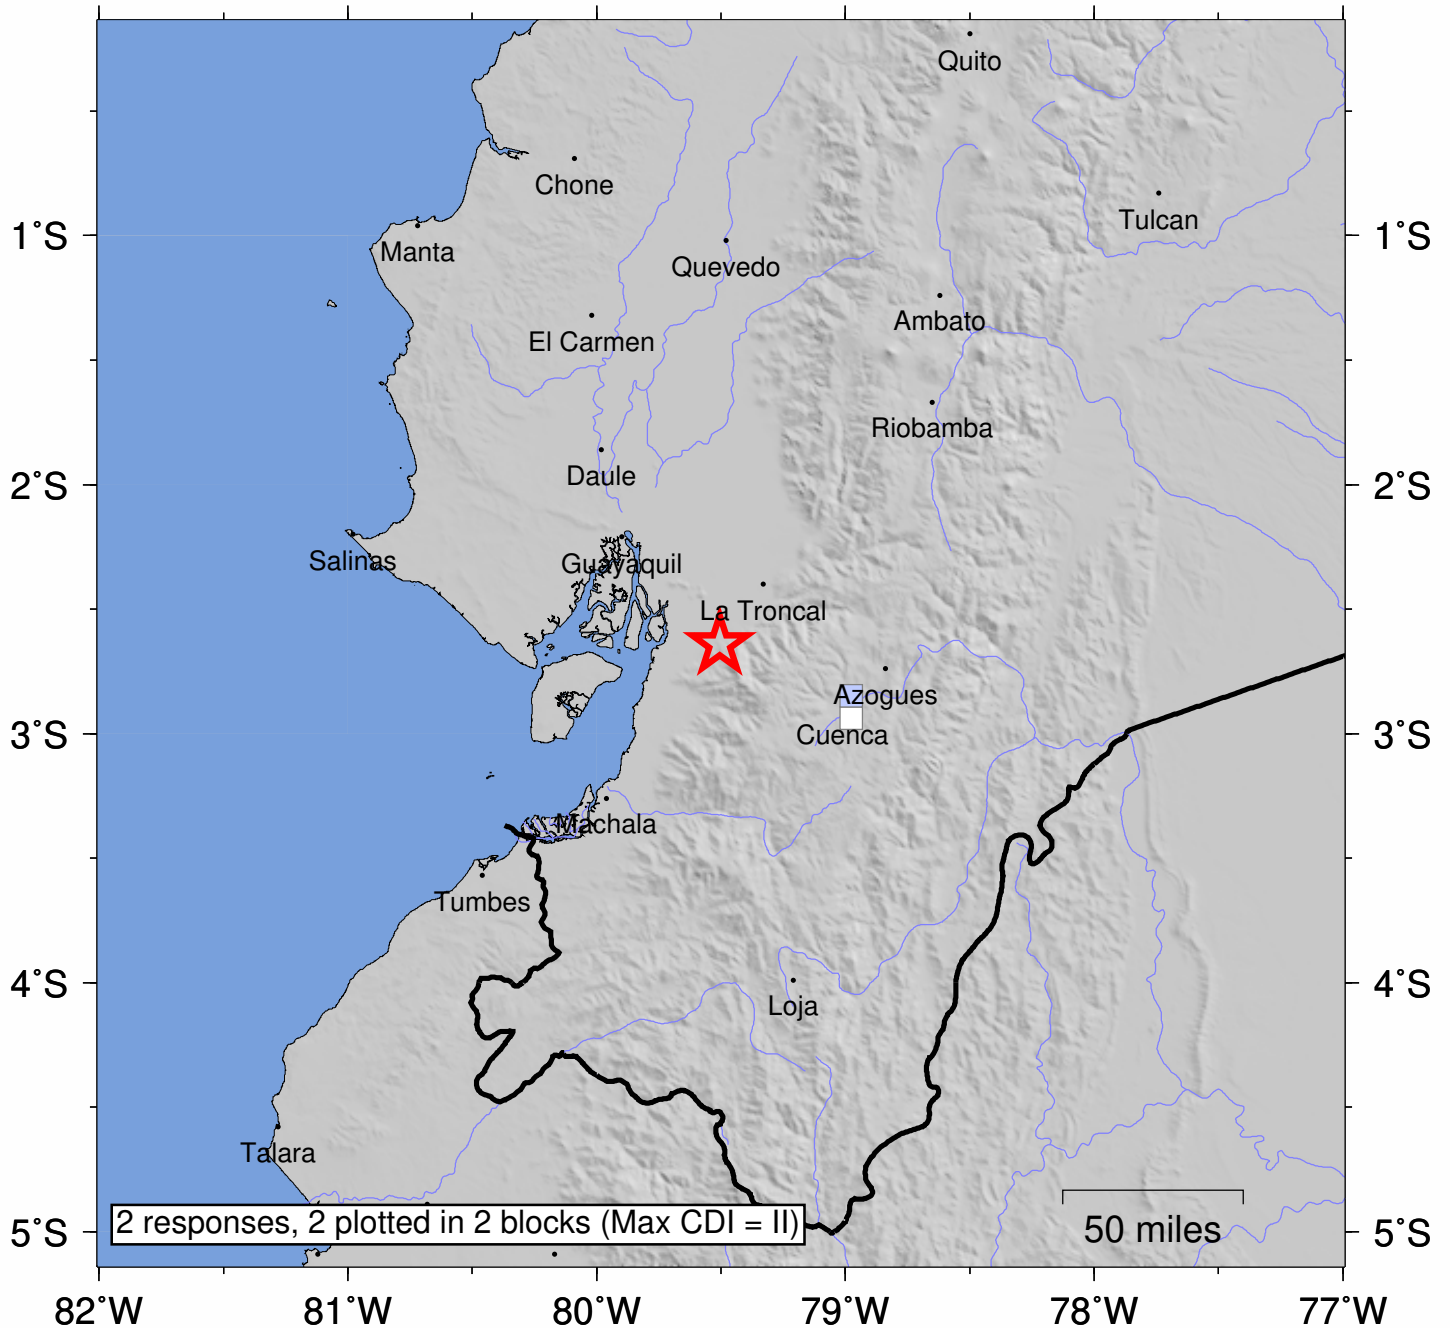 Quito
Chone
Tulcan
1°S
1°S
Manta
Quevedo
Ambato
El Carmen
Riobamba
Daule
2°S
2°S
Salinas
Guayaquil
La Troncal
Azogues
3°S
3°S
Cuenca
Machala
Tumbes
4°S
4°S
Loja
Talara
2 responses, 2 plotted in 2 blocks (Max CDI = II)
50 miles
5°S
5°S
82°W
81°W
80°W
79°W
78°W
77°W